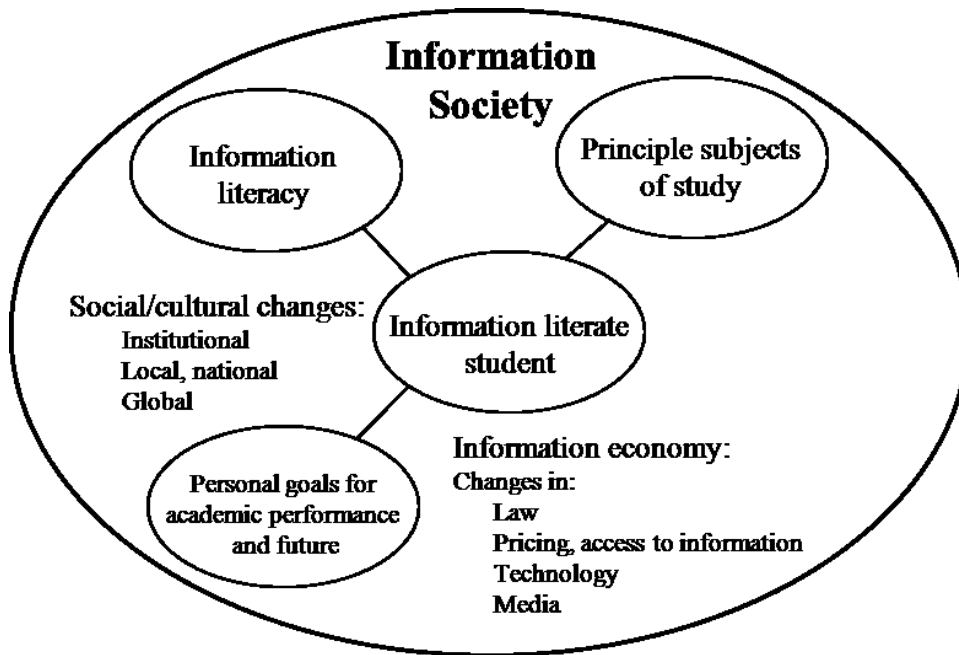 Information
Society
Information
literacy
Principle subjects
of study
Social/cultural changes:
Institutional
Local, national
Global
Information literate
student
Personal goals for
academic performance
and future
Information economy:
Changes in:
Law
Pricing, access to information
Technology
Media